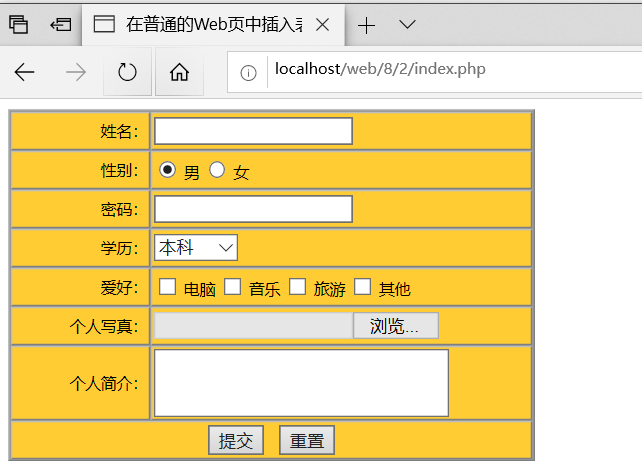 在普通的Web页中插入表
localhost/web/8/2/index.php
姓名：
性别： 男 女
密码：
学历： 本科
爱好： 电脑 音乐 旅游 其他
个人写真： 浏览...
个人简介：
提交 重置